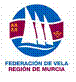 FEDERACIÓN DE VELA
REGIÓN DE MURCIA